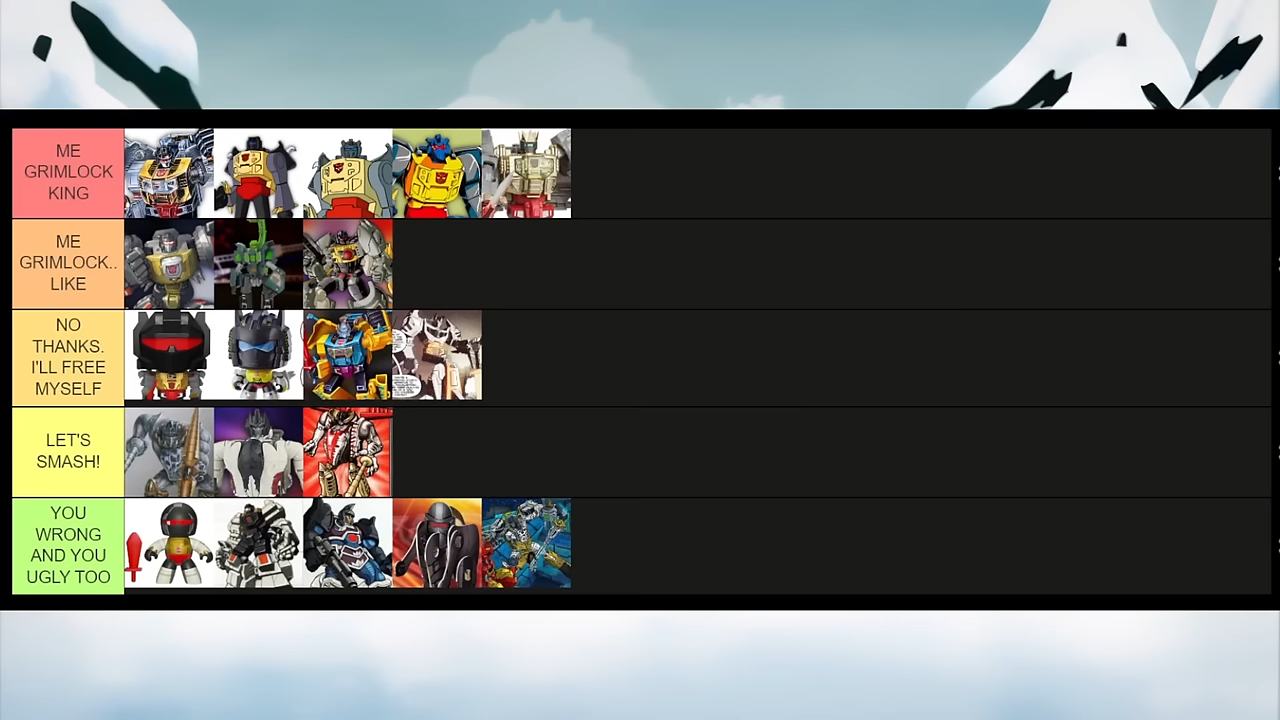 ME
GRIMLOCK
KING
ME
GRIMLOCK..
LIKE
NO
THANKS.
I'LL FREE
MYSELF
LET'S
SMASH!
YOU
WRONG
AND YOU
UGLY TOO